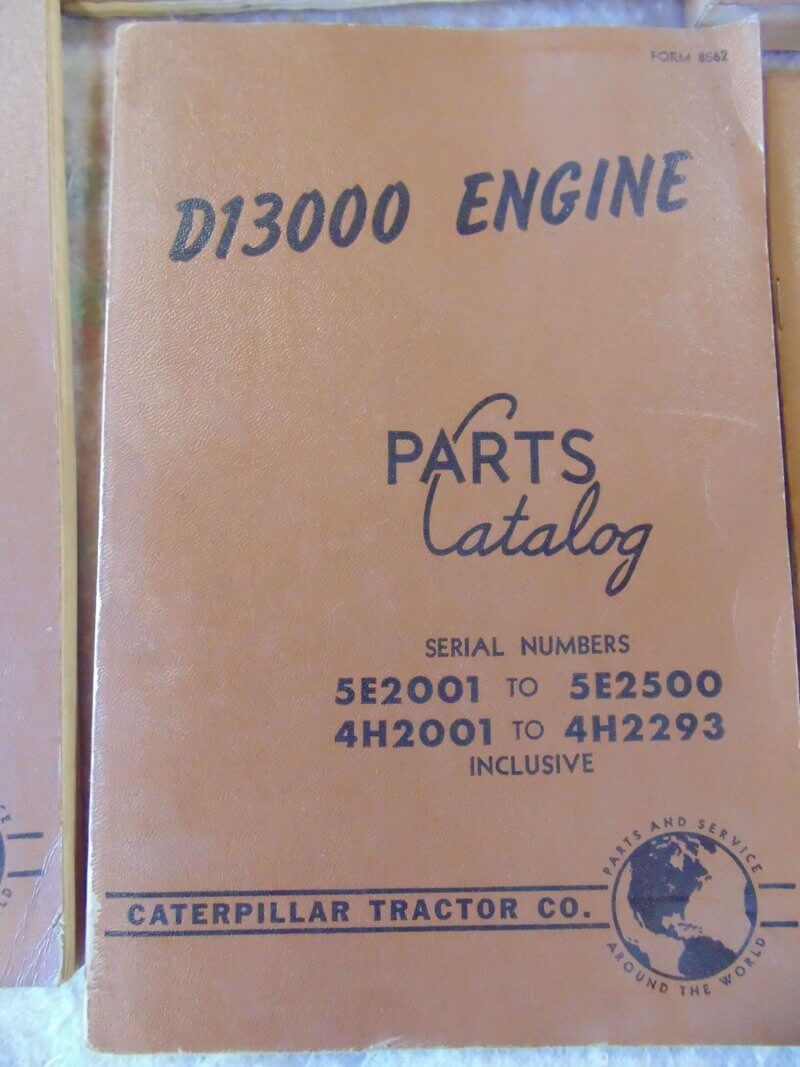 FORM 8562
D13000 ENGINE
PARTS
Catalog
SERIAL NUMBERS
5E2001 TO 5E2500
4H2001 TO 4H2293
INCLUSIVE
CATERPILLAR TRACTOR CO.
PARTS AND SERVICE
AROUND THE WORLD